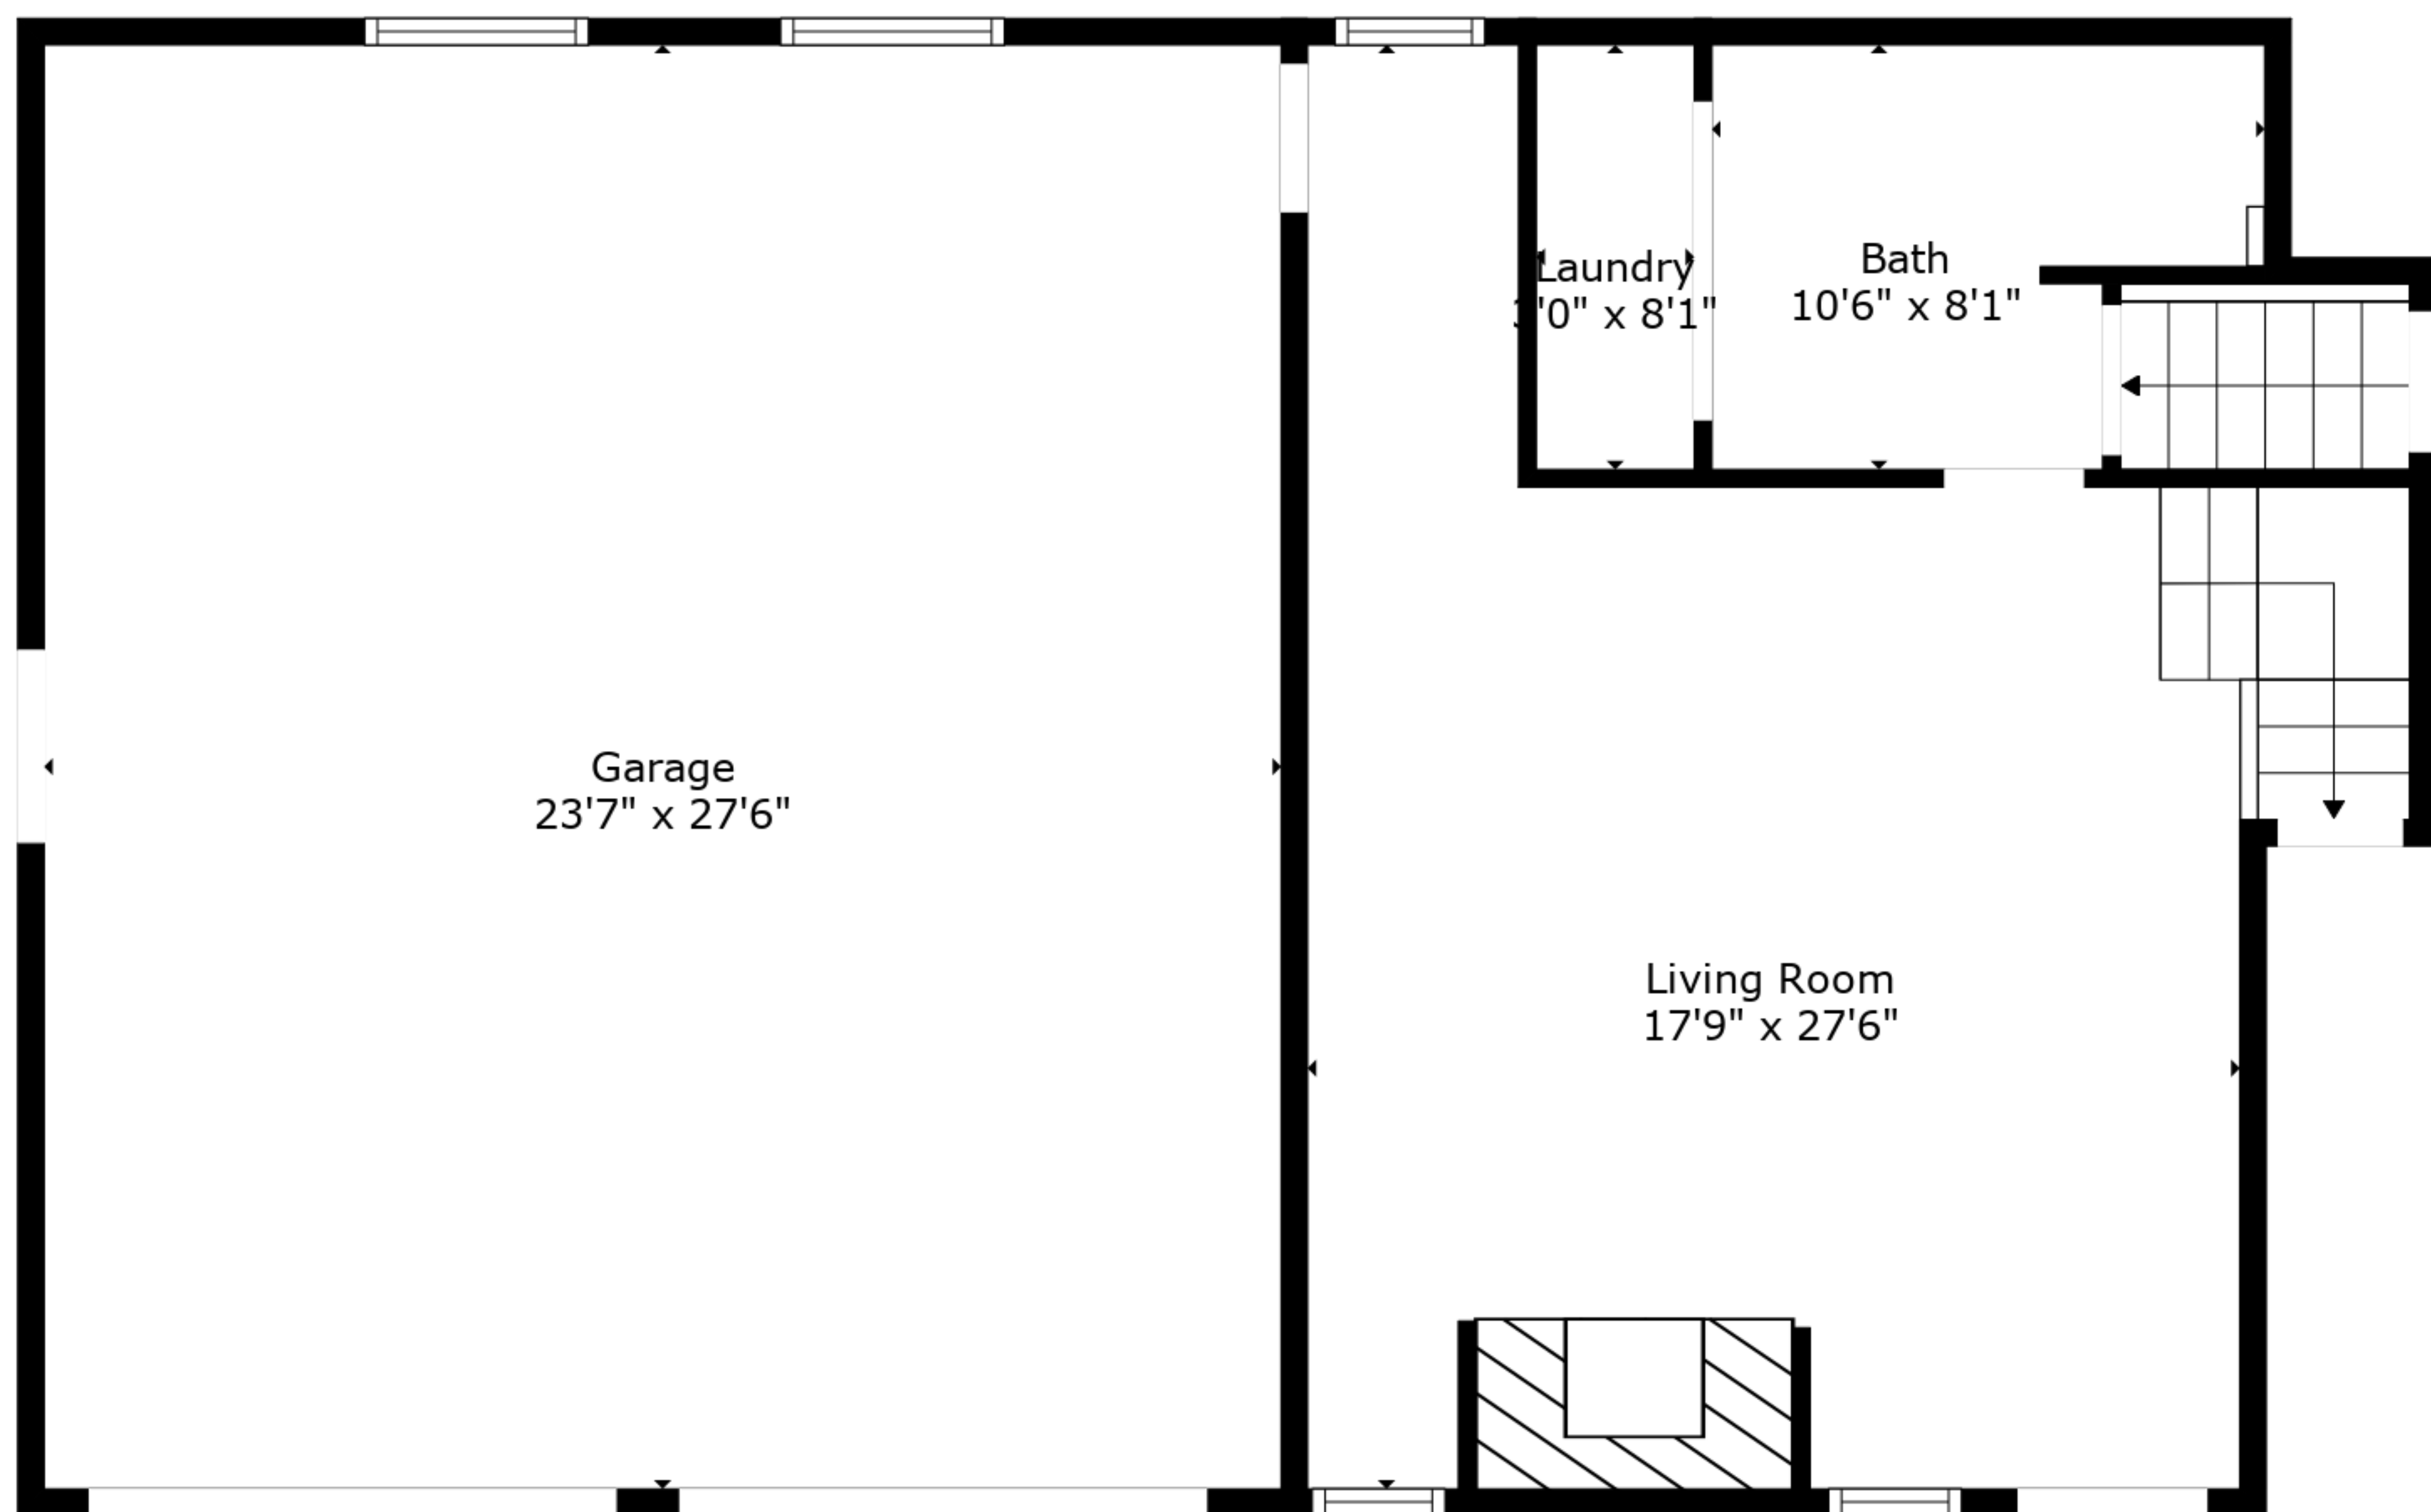 Laundry
3'0" x 8'1"
Bath
10'6" x 8'1"
Garage
23'7" x 27'6"
Living Room
17'9" x 27'6"